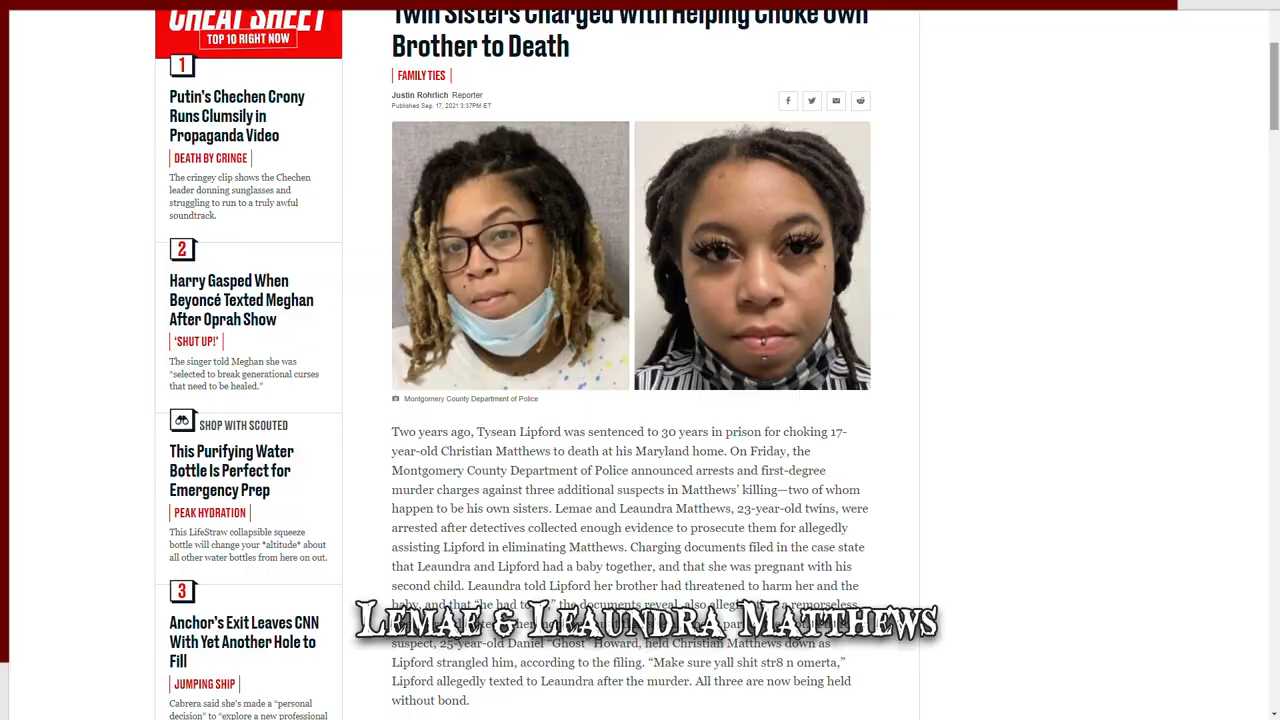 CHEAT SHEET
TOP 10 RIGHT NOW
1
Putin's Chechen Crony
Runs Clumsily in
Propaganda Video
DEATH BY CRINGE
The cringey clip shows the Chechen
leader donning sunglasses and
struggling to run to a truly awful
soundtrack.
2
Harry Gasped When
Beyoncé Texted Meghan
After Oprah Show
‘SHUT UP!’
The singer told Meghan she was
“selected to break generational curses
that need to be healed.”
SHOP WITH SCOUTED
This Purifying Water
Bottle Is Perfect for
Emergency Prep
PEAK HYDRATION
This LifeStraw collapsible squeeze
bottle will change your *altitude* about
all other water bottles from here on out.
3
Anchor's Exit Leaves CNN
With Yet Another Hole to
Fill
JUMPING SHIP
Cabrera said she's made a “personal
decision” to “explore a new professional
Twin Sisters Charged With Helping Choke Own
Brother to Death
FAMILY TIES
Justin Rohrlich Reporter
Published Sep. 17, 2021 3:37PM ET
Montgomery County Department of Police
Two years ago, Tysean Lipford was sentenced to 30 years in prison for choking 17-
year-old Christian Matthews to death at his Maryland home. On Friday, the
Montgomery County Department of Police announced arrests and first-degree
murder charges against three additional suspects in Matthews’ killing—two of whom
happen to be his own sisters. Lemae and Leaundra Matthews, 23-year-old twins, were
arrested after detectives collected enough evidence to prosecute them for allegedly
assisting Lipford in eliminating Matthews. Charging documents filed in the case state
that Leaundra and Lipford had a baby together, and that she was pregnant with his
second child. Leaundra told Lipford her brother had threatened to harm her and the
baby, and that “he had to the documents reveal, also a remorseless
Lemae & Leaundra Matthews
suspect, 25-year-old Daniel “Ghost” Howard, held Christian Matthews down as
Lipford strangled him, according to the filing. “Make sure yall shit str8 n omerta,”
Lipford allegedly texted to Leaundra after the murder. All three are now being held
without bond.